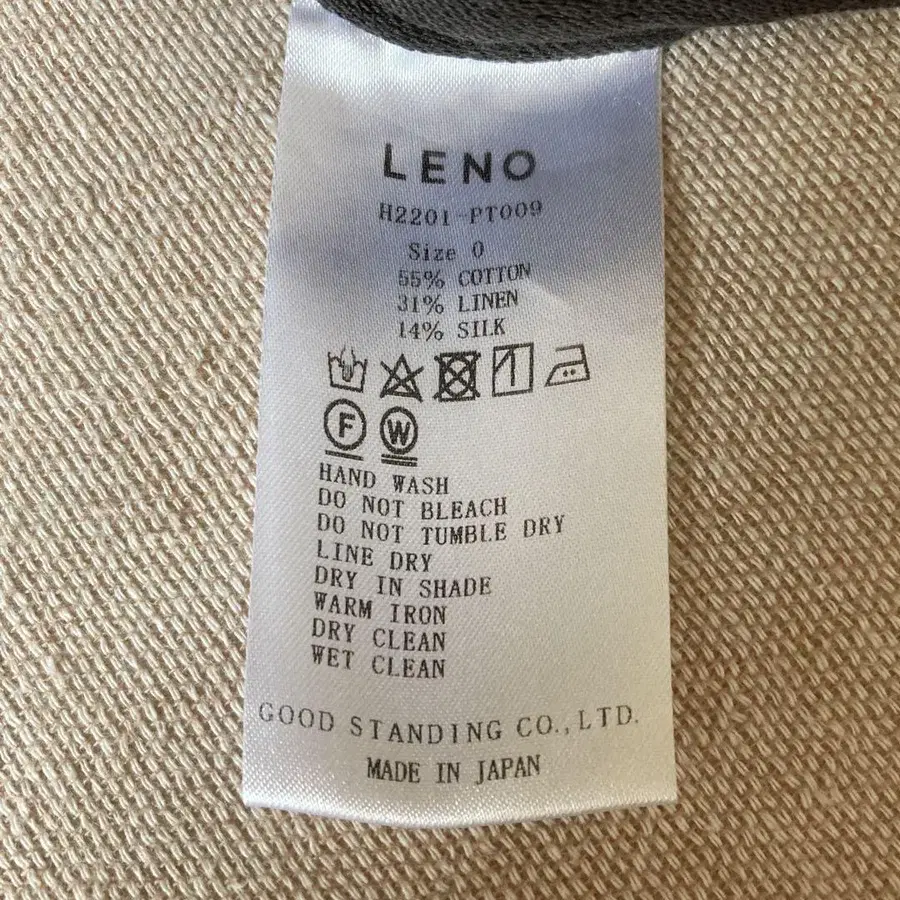 LENO
H2201-PT009
Size 0
55% COTTON
31% LINEN
14% SILK
F W
HAND WASH
DO NOT BLEACH
DO NOT TUMBLE DRY
LINE DRY
DRY IN SHADE
WARM IRON
DRY CLEAN
WET CLEAN
GOOD STANDING CO.,LTD.
MADE IN JAPAN